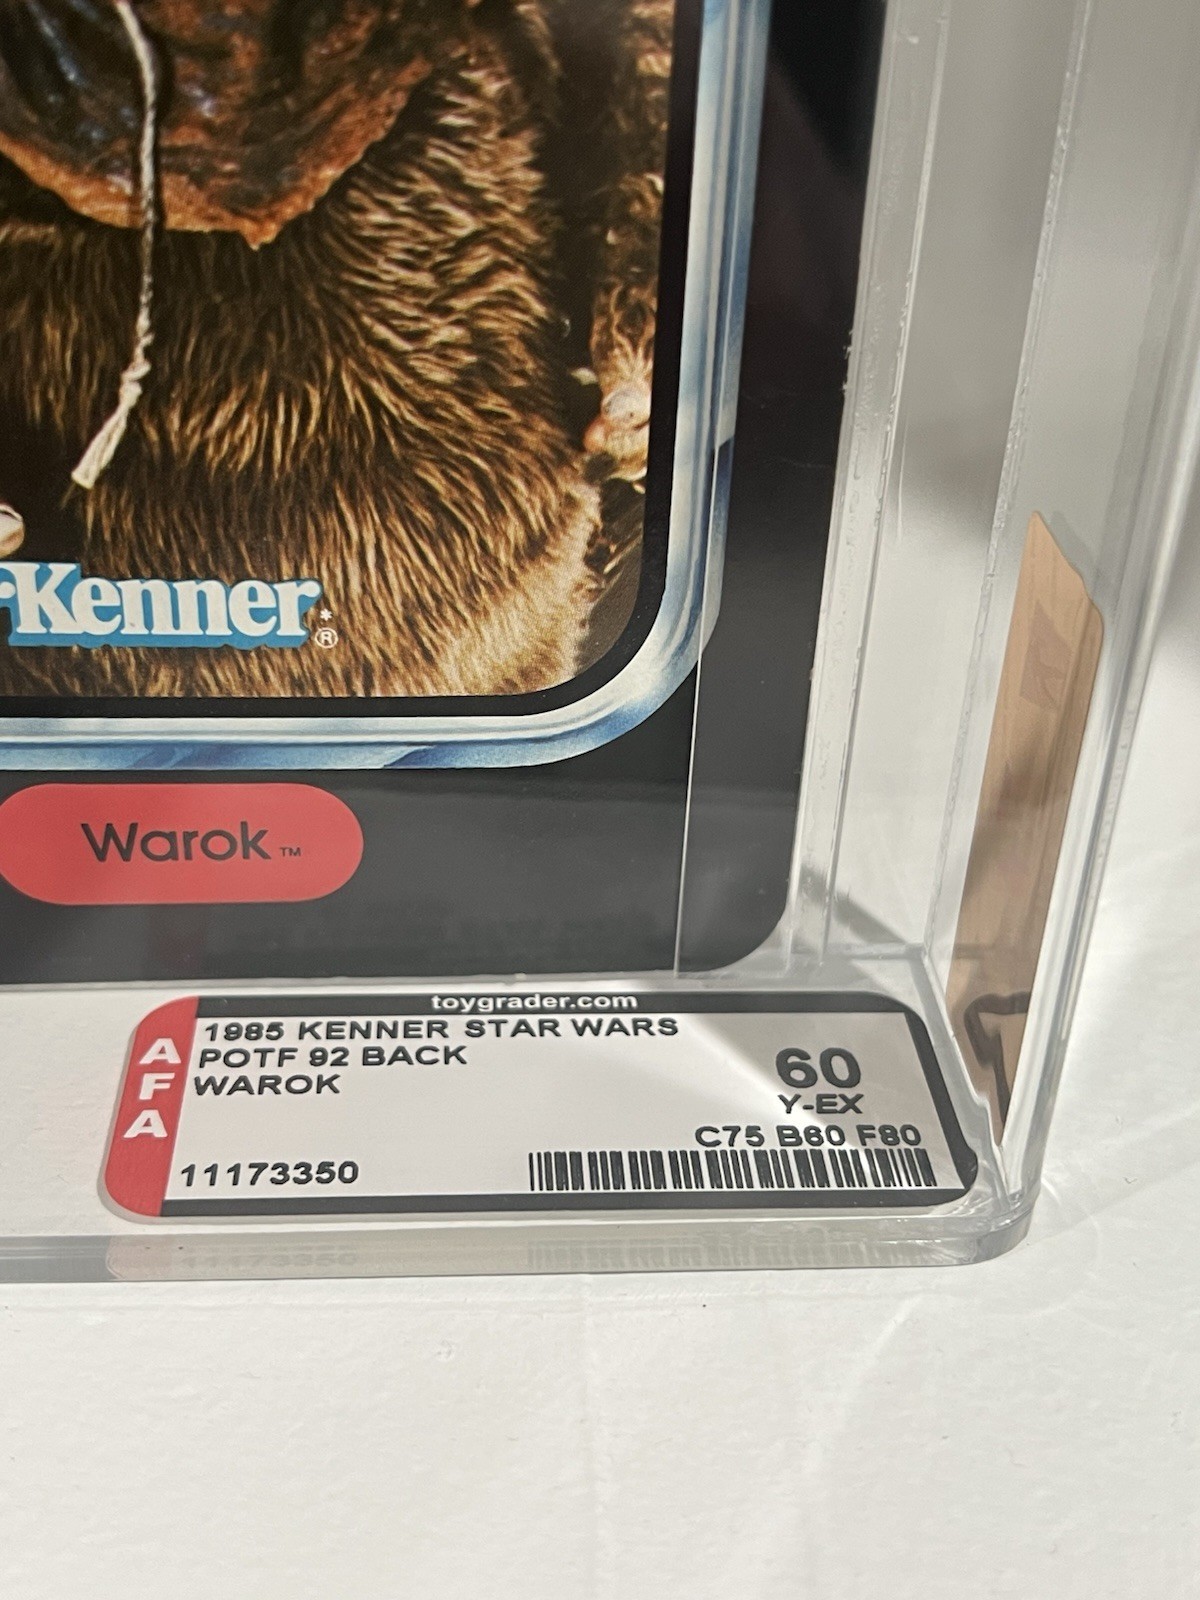 Kenner*®
Warok™
toygrader.com
AFA
1985 KENNER STAR WARS
POTF 92 BACK
WAROK
60
Y-EX
C75 B60 F80
11173350